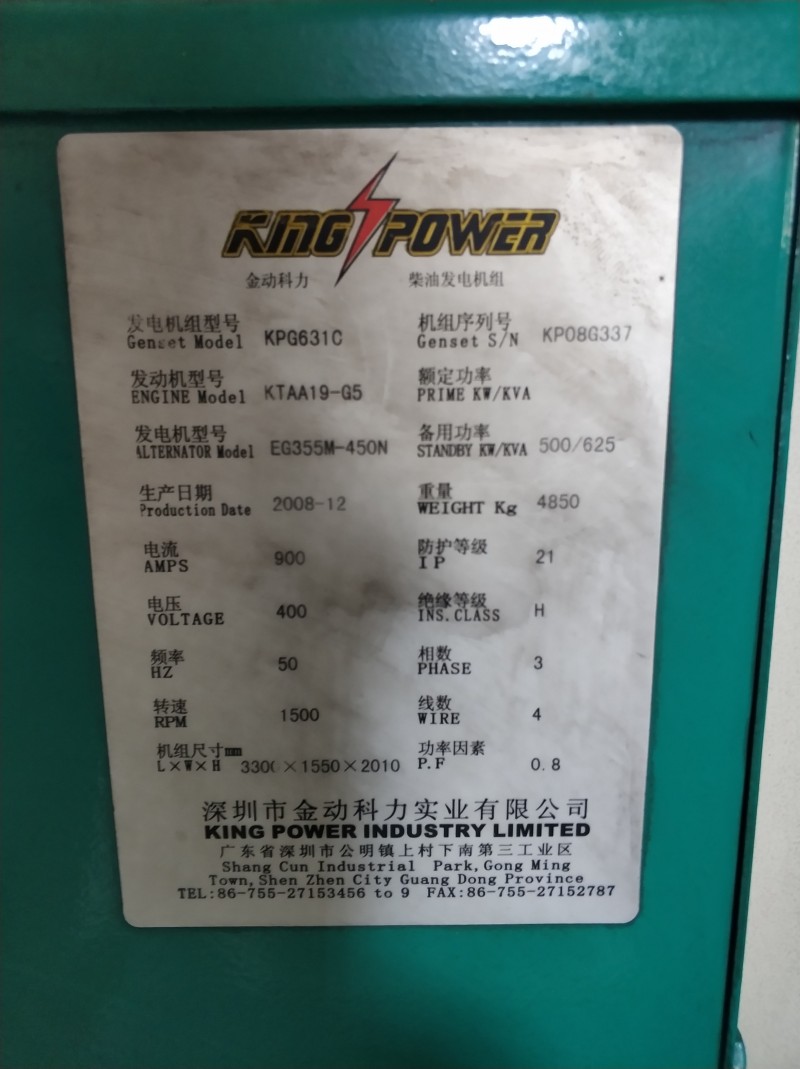 KING POWER
金动科力 柴油发电机组
发电机组型号 机组序列号
Genset Model KPG631C Genset S/N KP08G337
发动机型号 额定功率
ENGINE Model KTAA19-G5 PRIME KW/KVA
发电机型号 备用功率
ALTERNATOR Model EG355M-450N STANDBY KW/KVA 500/625
生产日期 重量
Production Date 2008-12 WEIGHT Kg 4850
电流 防护等级
AMPS 900 IP 21
电压 绝缘等级
VOLTAGE 400 INS.CLASS H
频率 相数
HZ 50 PHASE 3
转速 线数
RPM 1500 WIRE 4
机组尺寸mm 功率因素
L×W×H 3300×1550×2010 P.F 0.8
深圳市金动科力实业有限公司
KING POWER INDUSTRY LIMITED
广东省深圳市公明镇上村下南第三工业区
Shang Cun Industrial Park,Gong Ming
Town,Shen Zhen City Guang Dong Province
TEL:86-755-27153456 to 9 FAX:86-755-27152787